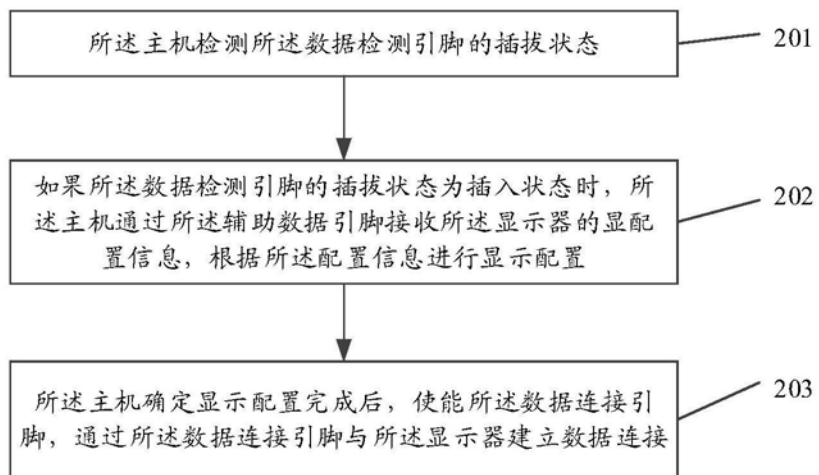 所述主机检测所述数据检测引脚的插拔状态
201
如果所述数据检测引脚的插拔状态为插入状态时，所
述主机通过所述辅助数据引脚接收所述显示器的显配
置信息，根据所述配置信息进行显示配置
202
所述主机确定显示配置完成后，使能所述数据连接引
脚，通过所述数据连接引脚与所述显示器建立数据连接
203